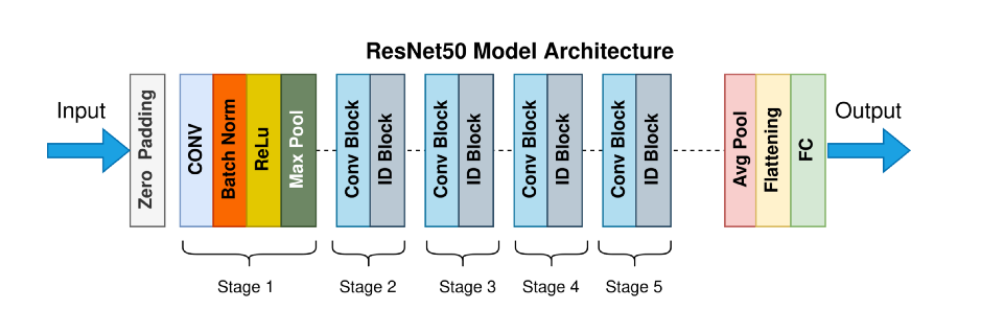 ResNet50 Model Architecture
Input
Zero Padding
CONV
Batch Norm
ReLu
Max Pool
Conv Block
ID Block
Conv Block
ID Block
Conv Block
ID Block
Conv Block
ID Block
Avg Pool
Flattening
FC
Output
Stage 1
Stage 2
Stage 3
Stage 4
Stage 5